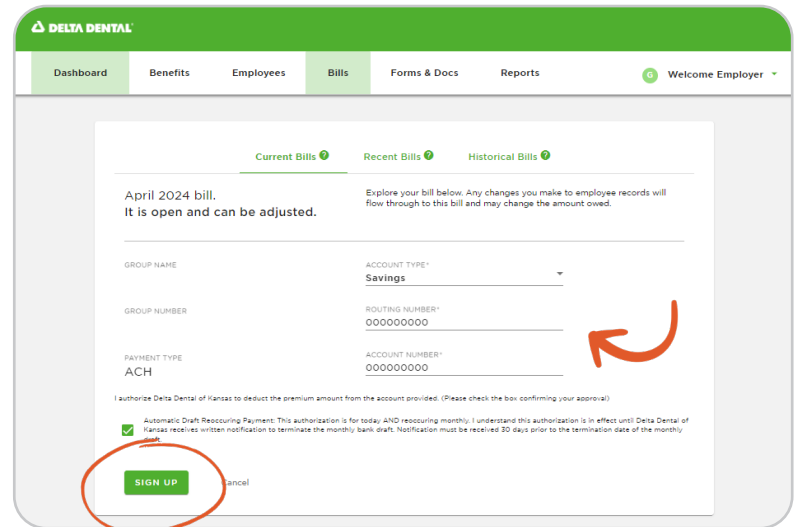 DELTA DENTAL
Dashboard Benefits Employees Bills Forms & Docs Reports G Welcome Employer
Current Bills ? Recent Bills ? Historical Bills ?
April 2024 bill.
It is open and can be adjusted.
Explore your bill below. Any changes you make to employee records will
flow through to this bill and may change the amount owed.
GROUP NAME
ACCOUNT TYPE*
Savings
GROUP NUMBER
ROUTING NUMBER*
000000000
PAYMENT TYPE
ACH
ACCOUNT NUMBER*
000000000
I authorize Delta Dental of Kansas to deduct the premium amount from the account provided. (Please check the box confirming your approval)
Automatic Draft Reoccuring Payment: This authorization is for today AND reoccuring monthly. I understand this authorization is in effect until Delta Dental of
Kansas receives written notification to terminate the monthly bank draft. Notification must be received 30 days prior to the termination date of the monthly
draft.
SIGN UP Cancel